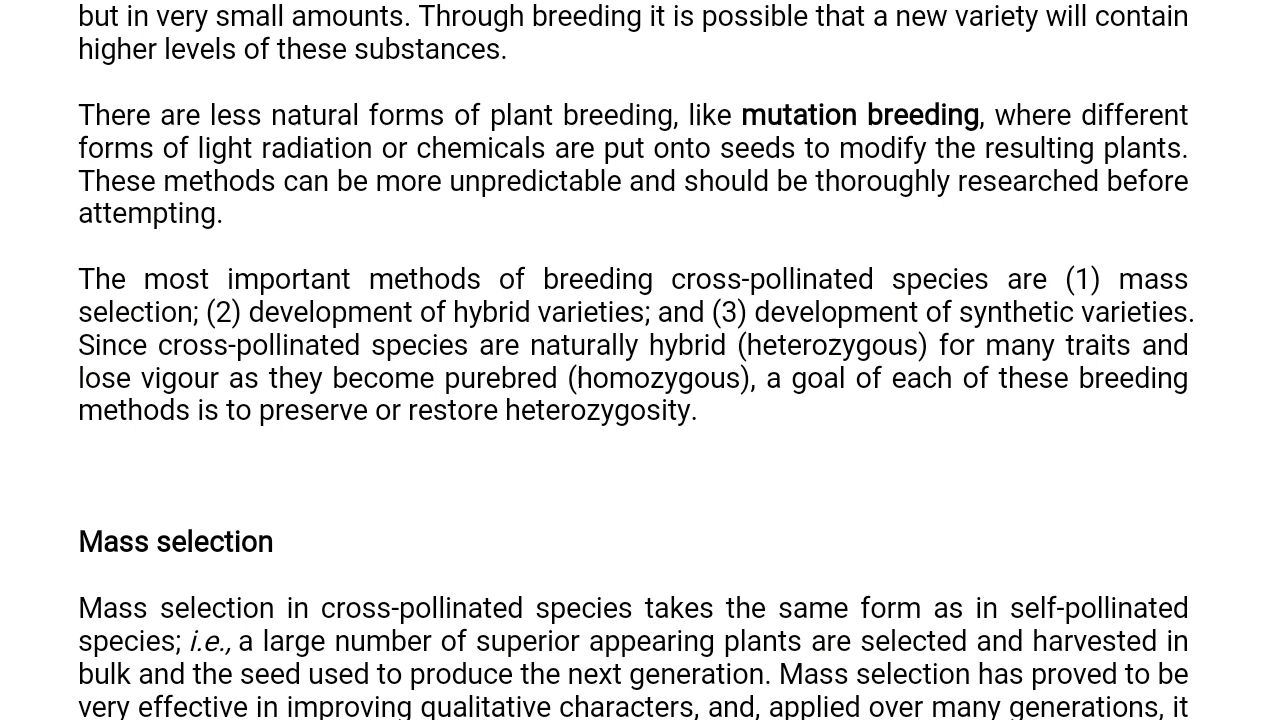 but in very small amounts. Through breeding it is possible that a new variety will contain
higher levels of these substances.
There are less natural forms of plant breeding, like mutation breeding, where different
forms of light radiation or chemicals are put onto seeds to modify the resulting plants.
These methods can be more unpredictable and should be thoroughly researched before
attempting.
The most important methods of breeding cross-pollinated species are (1) mass
selection; (2) development of hybrid varieties; and (3) development of synthetic varieties.
Since cross-pollinated species are naturally hybrid (heterozygous) for many traits and
lose vigour as they become purebred (homozygous), a goal of each of these breeding
methods is to preserve or restore heterozygosity.
Mass selection
Mass selection in cross-pollinated species takes the same form as in self-pollinated
species; i.e., a large number of superior appearing plants are selected and harvested in
bulk and the seed used to produce the next generation. Mass selection has proved to be
very effective in improving qualitative characters, and, applied over many generations, it